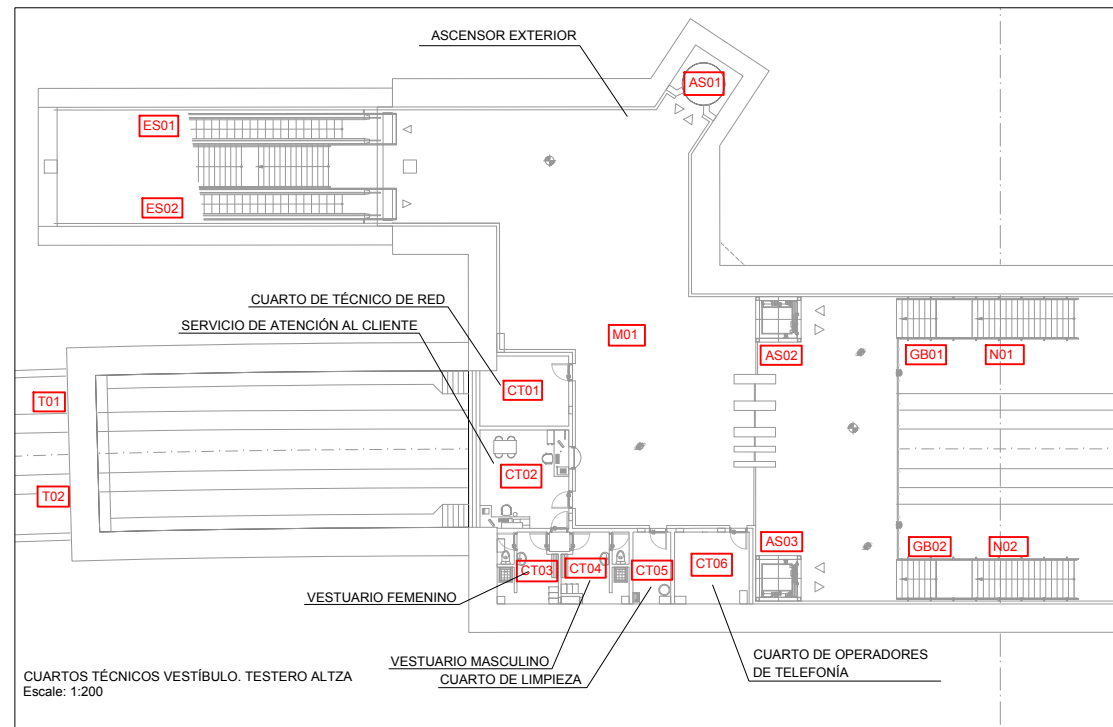 ASCENSOR EXTERIOR
AS01
ES01
ES02
CUARTO DE TÉCNICO DE RED
SERVICIO DE ATENCIÓN AL CLIENTE
M01
AS02
GB01
N01
T01
CT01
CT02
T02
AS03
GB02
N02
CT03
CT04
CT05
CT06
VESTUARIO FEMENINO
VESTUARIO MASCULINO
CUARTO DE LIMPIEZA
CUARTO DE OPERADORES
DE TELEFONÍA
CUARTOS TÉCNICOS VESTÍBULO. TESTERO ALTZA
Escale: 1:200